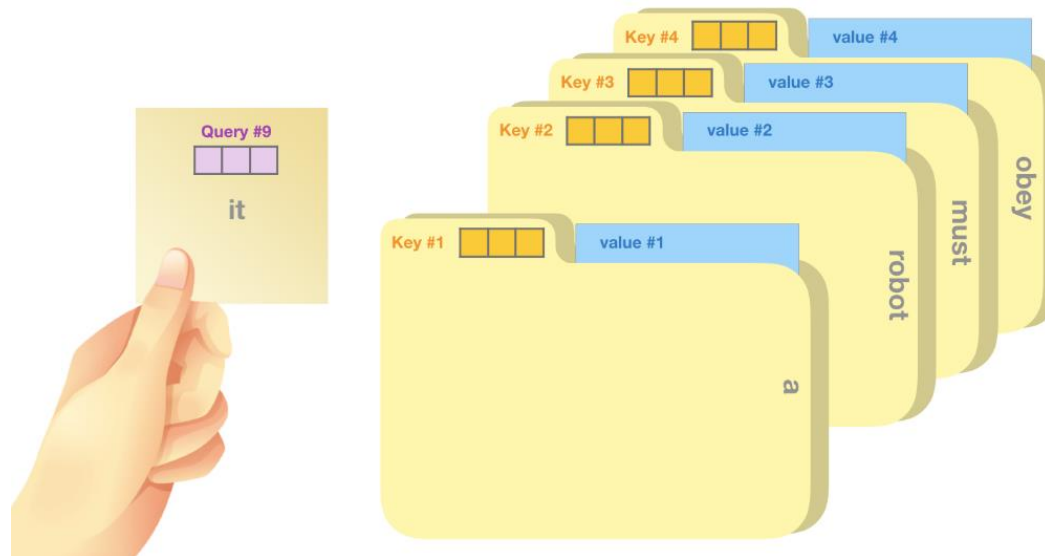 Query #9
it
Key #4
value #4
Key #3
value #3
Key #2
value #2
Key #1
value #1
obey
must
robot
a